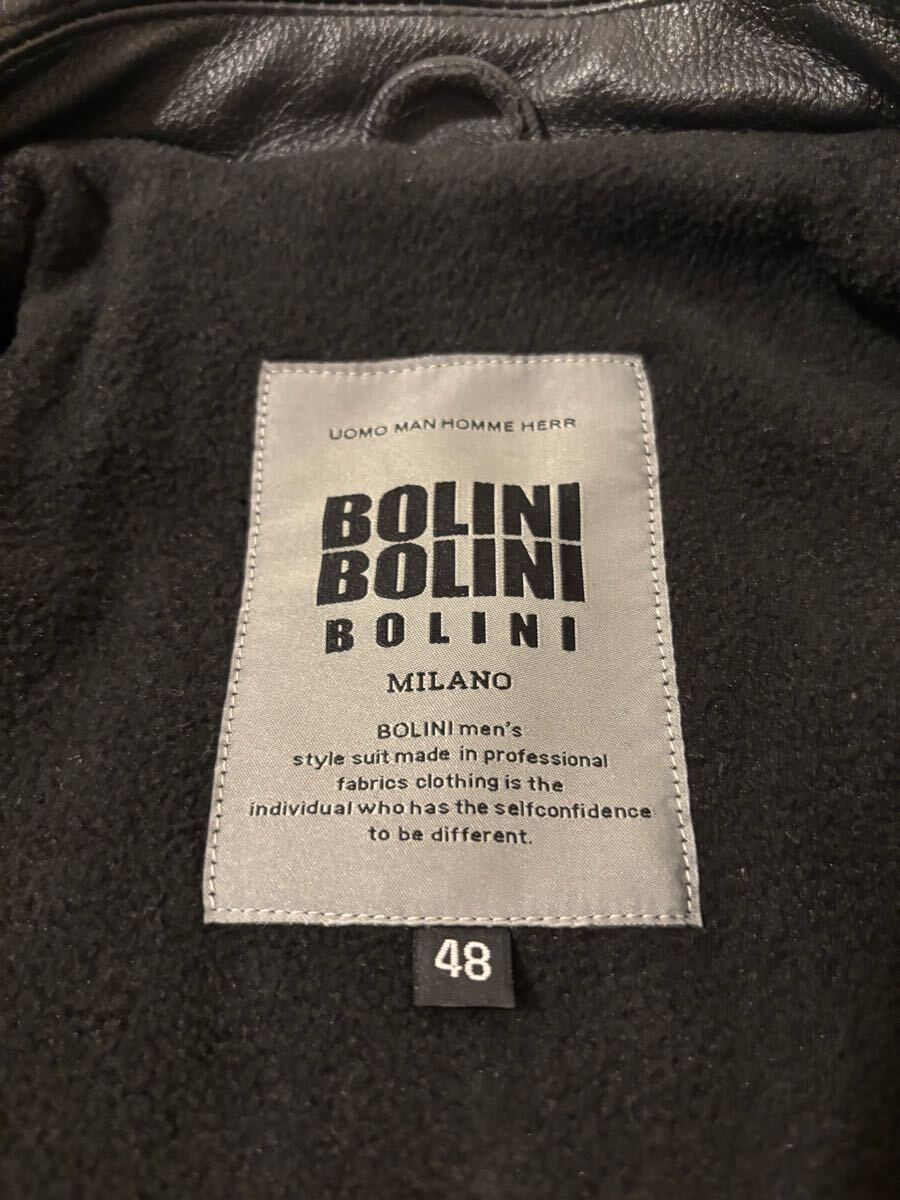 UOMO MAN HOMME HERR
BOLINI
BOLINI
BOLINI
MILANO
BOLINI men's
style suit made in professional
fabrics clothing is the
individual who has the selfconfidence
to be different.
48